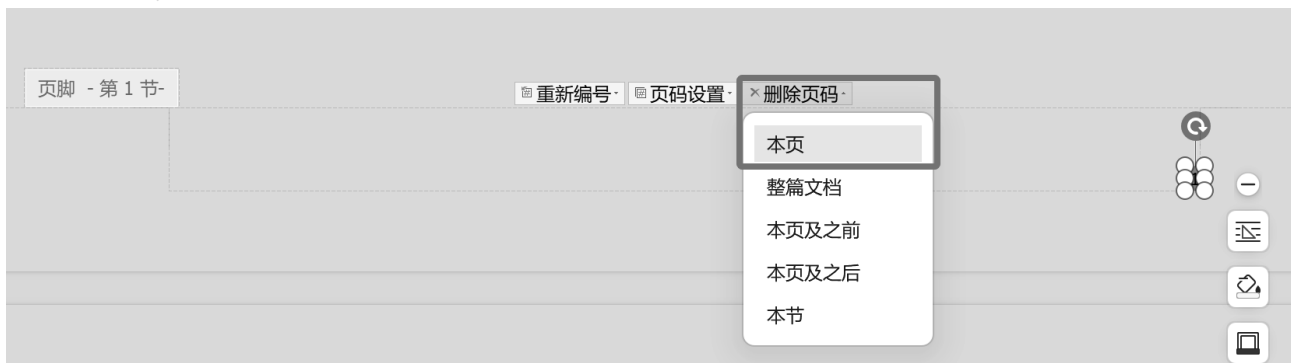 页脚 - 第 1 节-
重新编号 页码设置 删除页码
本页
整篇文档
本页及之前
本页及之后
本节